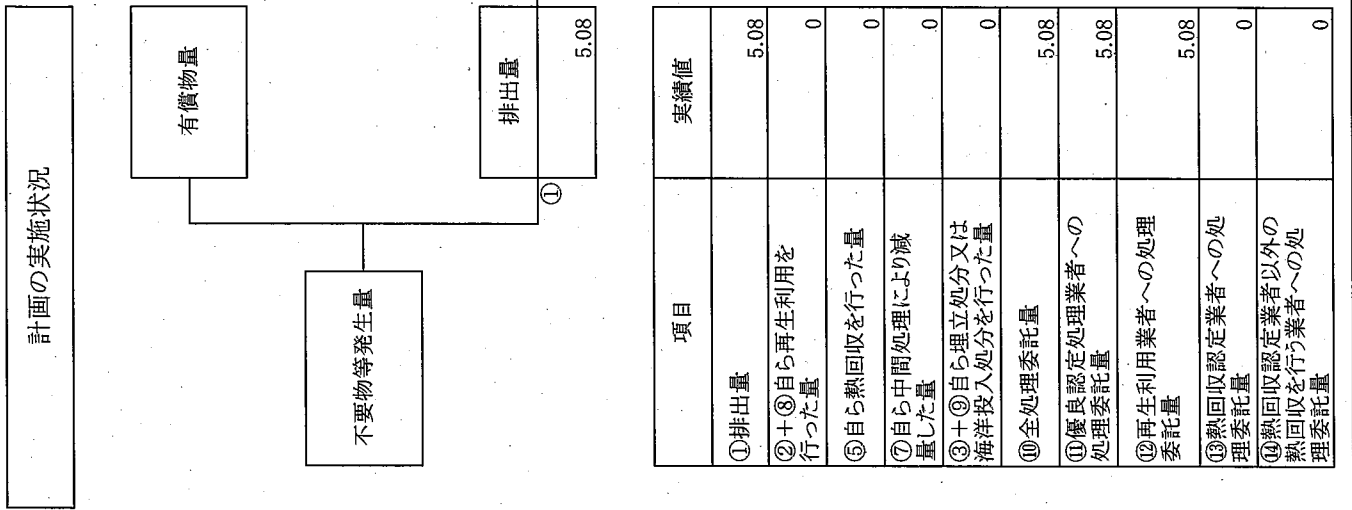 計画の実施状況
有償物量
不要物等発生量
排出量
①
5.08
項目 実績値
①排出量 5.08
②+⑧自ら再生利用を
行った量 0
⑤自ら熱回収を行った量 0
⑦自ら中間処理により減
量した量 0
③+⑨自ら埋立処分又は
海洋投入処分を行った量 0
⑩全処理委託量 5.08
⑪優良認定処理業者への
処理委託量 5.08
⑫再生利用業者への処理
委託量 5.08
⑬熱回収認定業者への処
理委託量 0
⑭熱回収認定業者以外の
熱回収を行う業者への処
理委託量 0